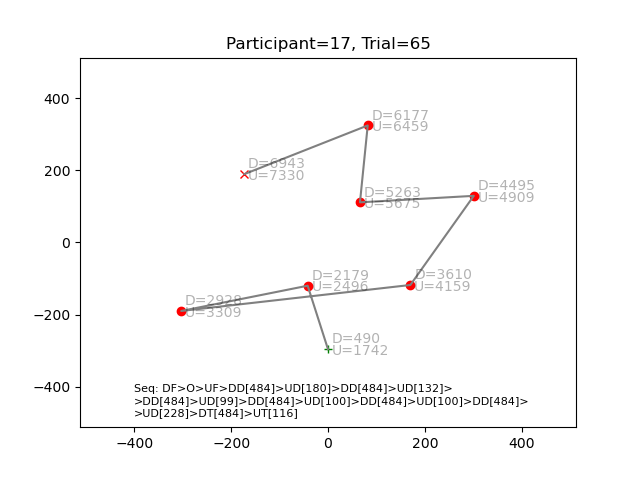 Participant=17, Trial=65
400
200
0
−200
−400
D=6177
U=6459
D=6943
U=7330
D=5263
U=5675
D=4495
U=4909
D=2179
U=2496
D=3610
U=4159
D=2928
U=3309
D=490
U=1742
Seq: DF>O>UF>DD[484]>UD[180]>DD[484]>UD[132]>
>DD[484]>UD[99]>DD[484]>UD[100]>DD[484]>UD[100]>DD[484]>
>UD[228]>DT[484]>UT[116]
−400 −200 0 200 400